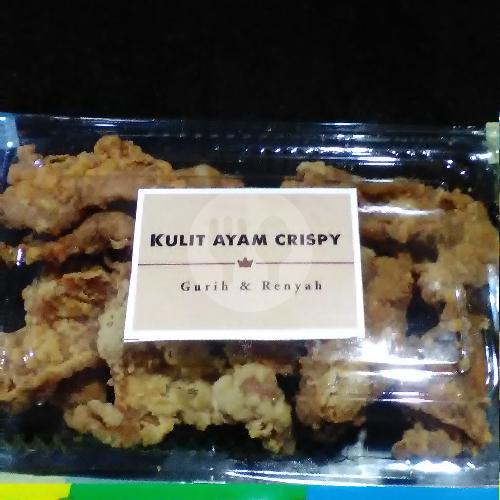 KULIT AYAM CRISPY
Gurih & Renyah